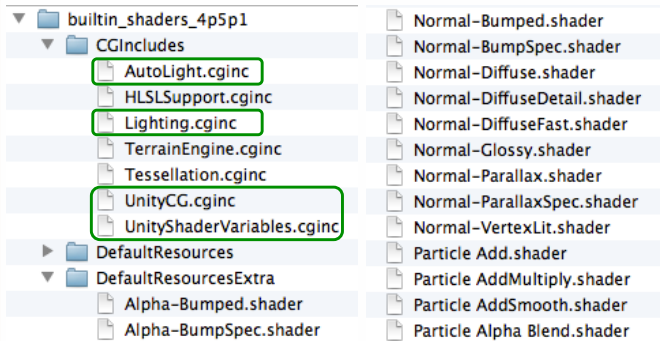 builtin_shaders_4p5p1
CGIncludes
AutoLight.cginc
HLSLSupport.cginc
Lighting.cginc
TerrainEngine.cginc
Tessellation.cginc
UnityCG.cginc
UnityShaderVariables.cginc
DefaultResources
DefaultResourcesExtra
Alpha-Bumped.shader
Alpha-BumpSpec.shader
Normal-Bumped.shader
Normal-BumpSpec.shader
Normal-Diffuse.shader
Normal-DiffuseDetail.shader
Normal-DiffuseFast.shader
Normal-Glossy.shader
Normal-Parallax.shader
Normal-ParallaxSpec.shader
Normal-VertexLit.shader
Particle Add.shader
Particle AddMultiply.shader
Particle AddSmooth.shader
Particle Alpha Blend.shader